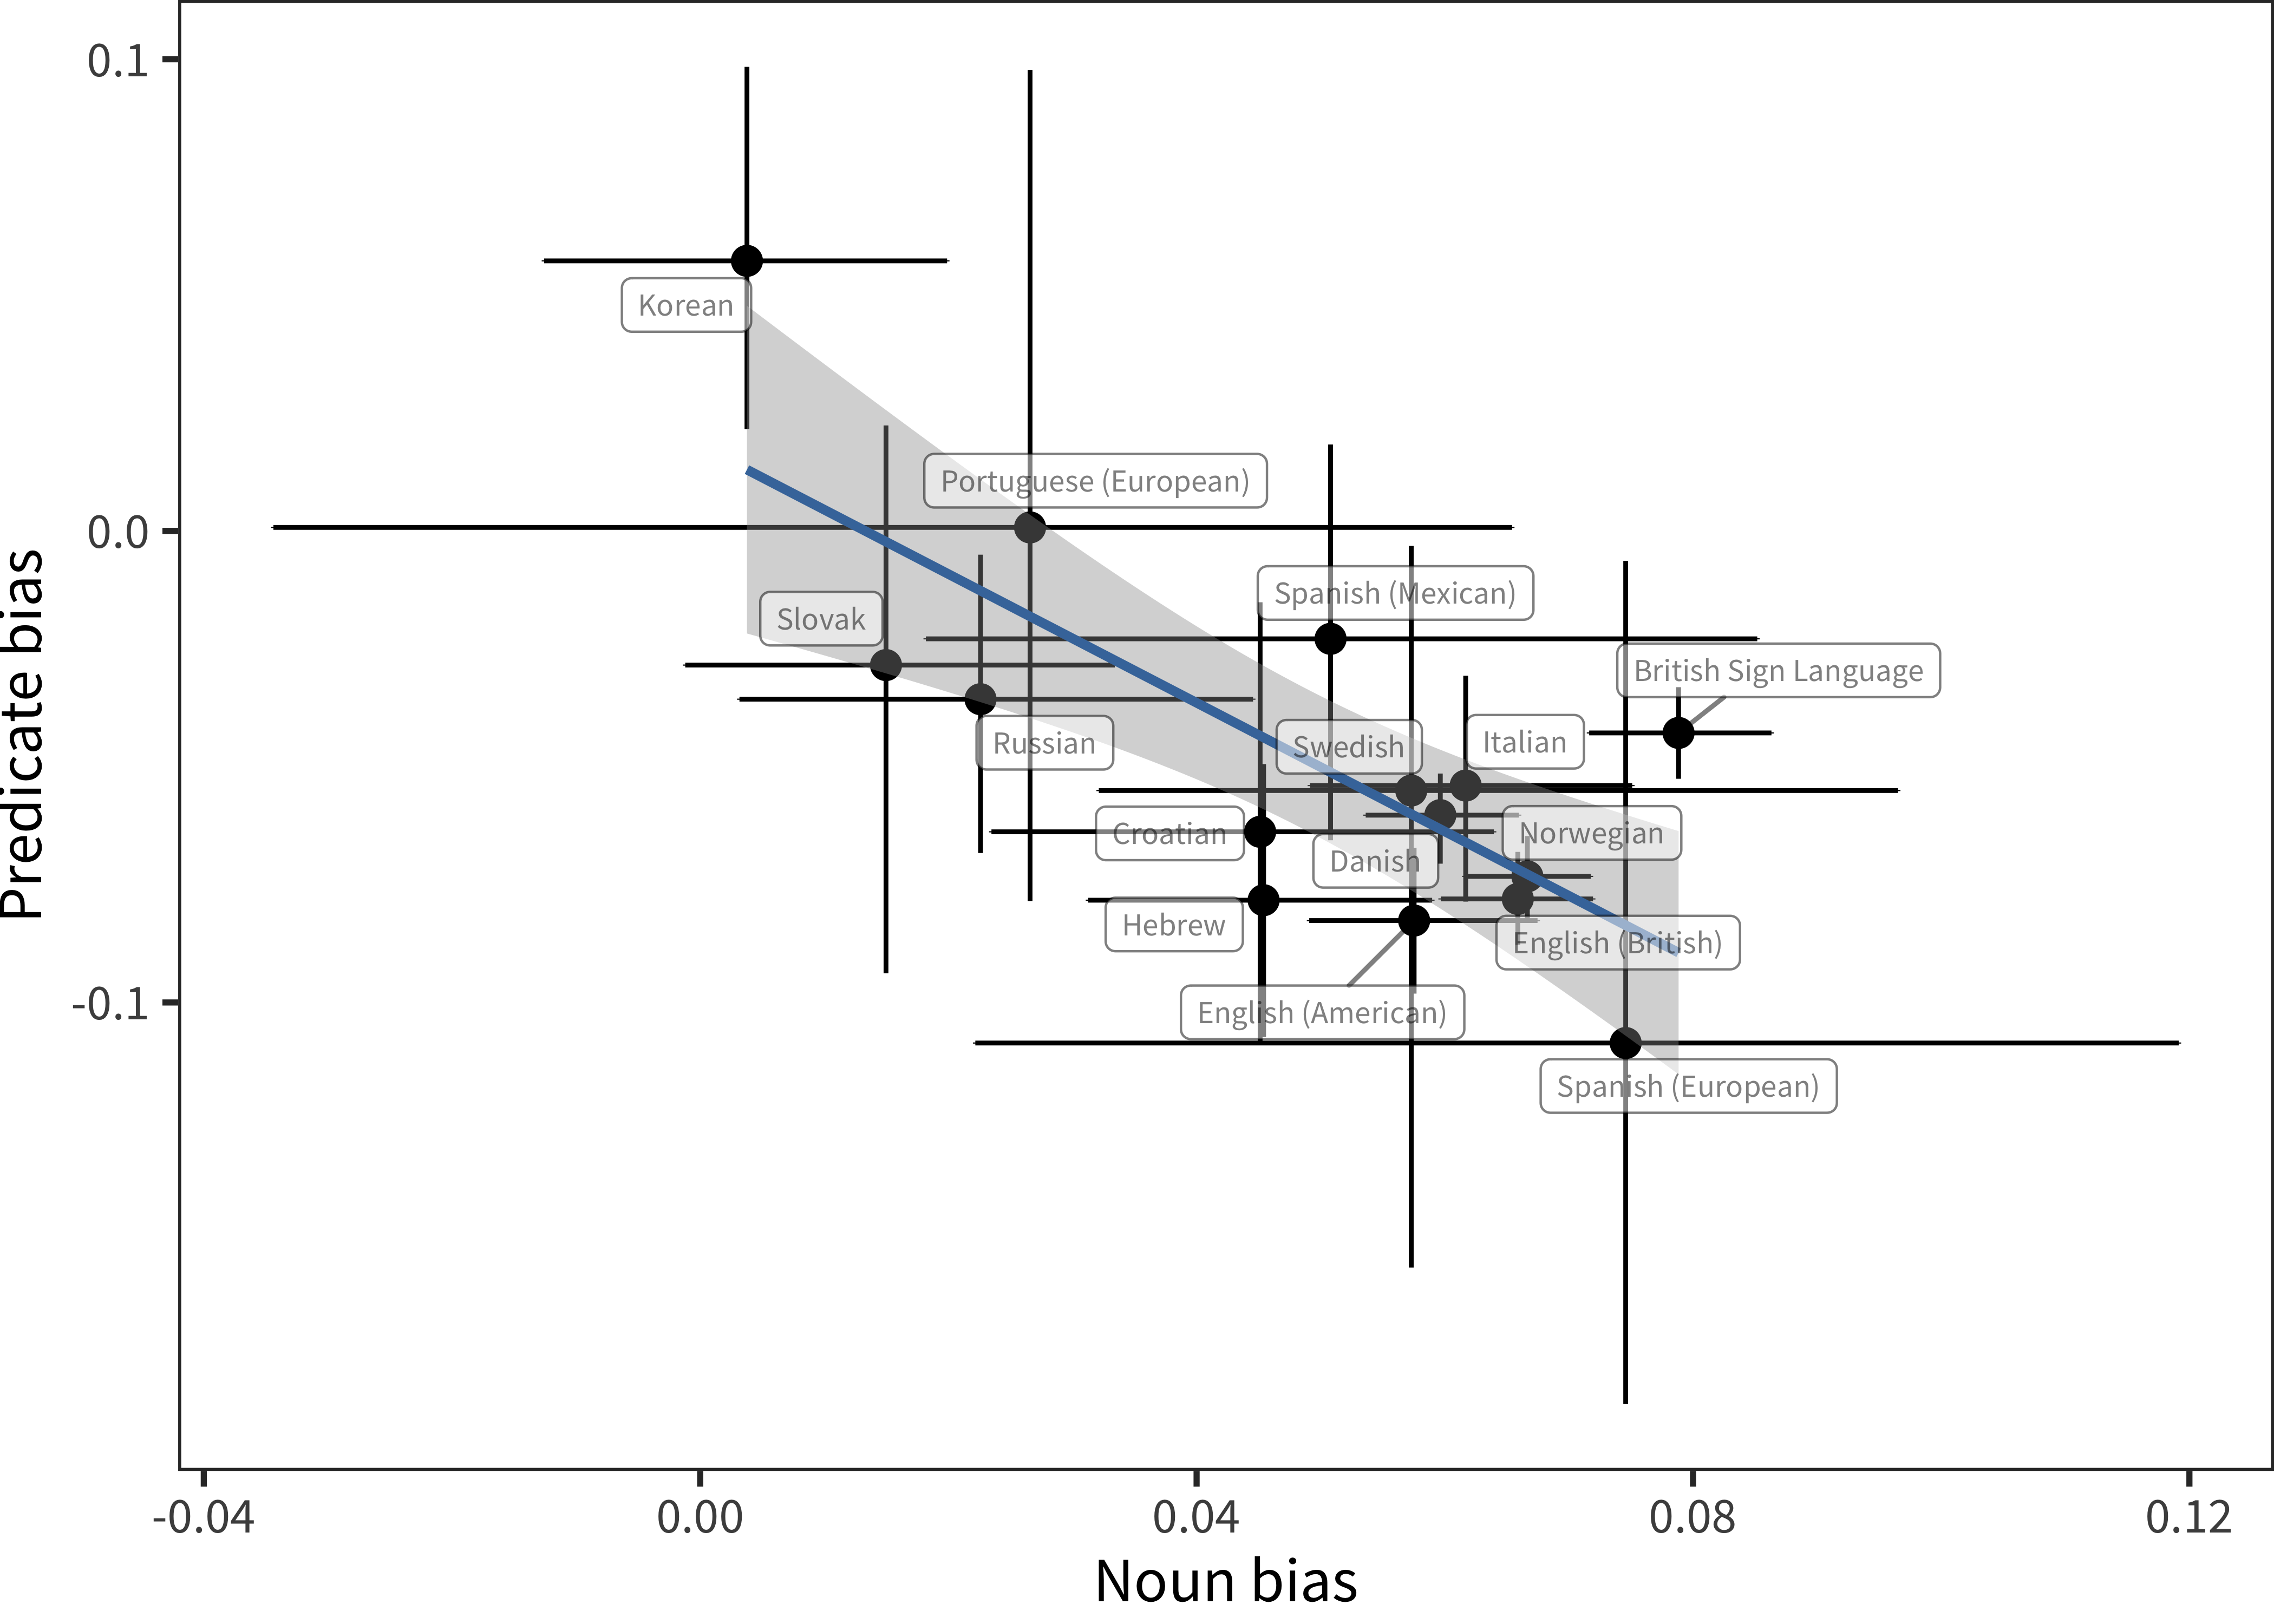 0.1
Korean
Portuguese (European)
0.0
Spanish (Mexican)
Slovak
British Sign Language
Russian
Swedish
Italian
Predicate bias
Croatian
Norwegian
Danish
Hebrew
English (British)
English (American)
-0.1
Spanish (European)
-0.04
0.00
0.04
0.08
0.12
Noun bias